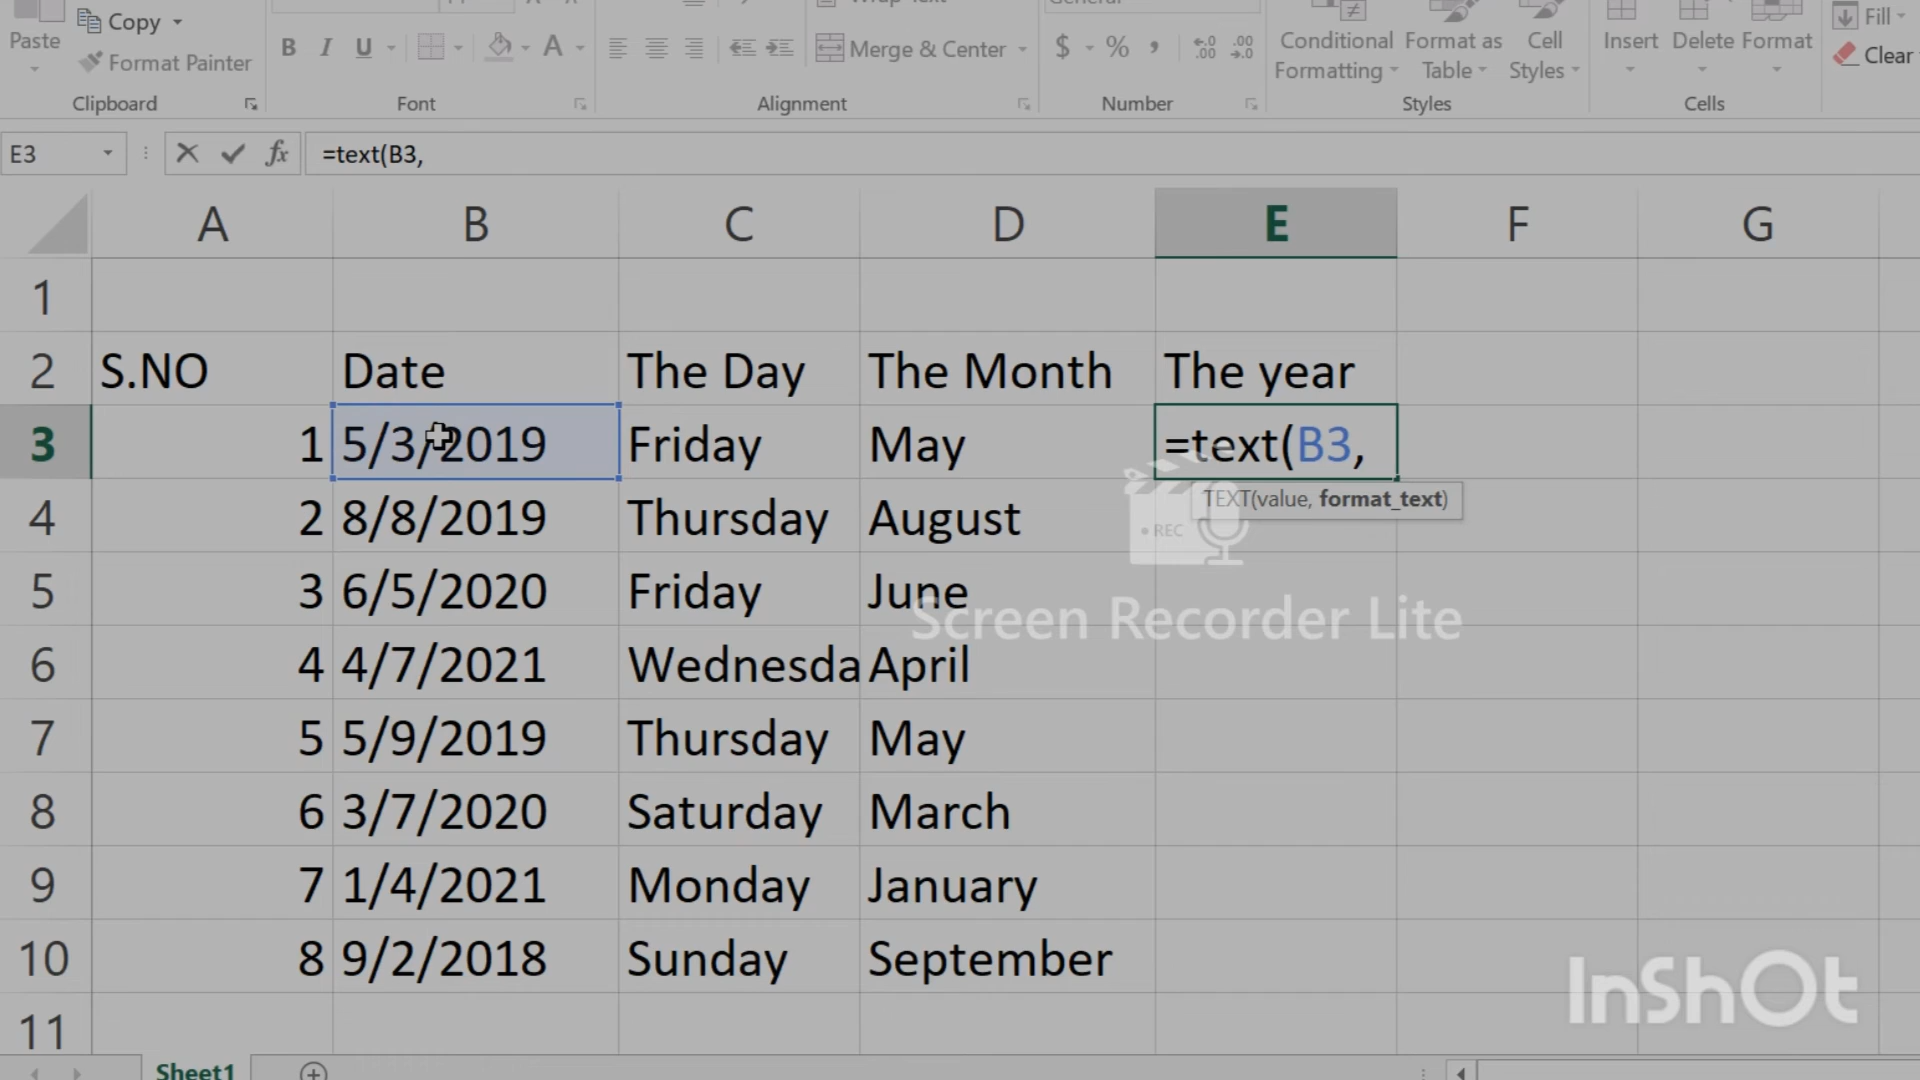 Copy
Paste
Format Painter
B I U A
Merge & Center
$ % ,
Conditional Formatting
Format as Table
Cell Styles
Insert Delete Format
Fill
Clear
Clipboard Font Alignment Number Styles Cells
E3 fx =text(B3,
A B C D E F G
1
2 S.NO Date The Day The Month The year
3 1 5/3/2019 Friday May =text(B3,
TEXT(value, format_text)
4 2 8/8/2019 Thursday August
REC
5 3 6/5/2020 Friday June
Screen Recorder Lite
6 4 4/7/2021 Wednesda April
7 5 5/9/2019 Thursday May
8 6 3/7/2020 Saturday March
9 7 1/4/2021 Monday January
10 8 9/2/2018 Sunday September
InShOt
11
Sheet1